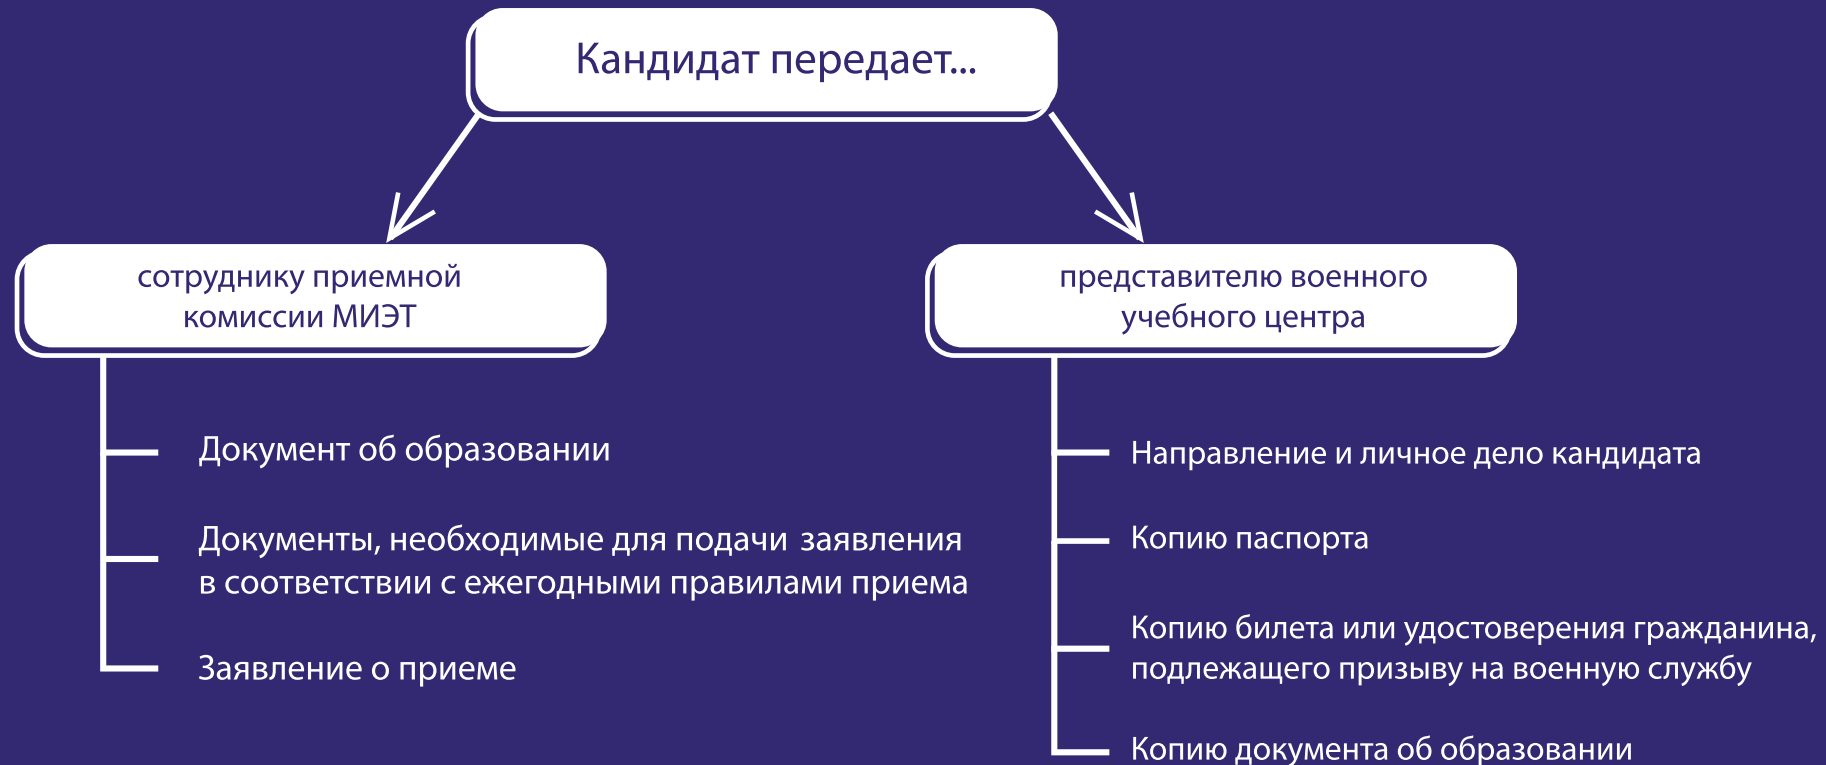 Кандидат передает...
сотруднику приемной
комиссии МИЭТ
Документ об образовании
Документы, необходимые для подачи заявления
в соответствии с ежегодными правилами приема
Заявление о приеме
представителю военного
учебного центра
Направление и личное дело кандидата
Копию паспорта
Копию билета или удостоверения гражданина,
подлежащего призыву на военную службу
Копию документа об образовании